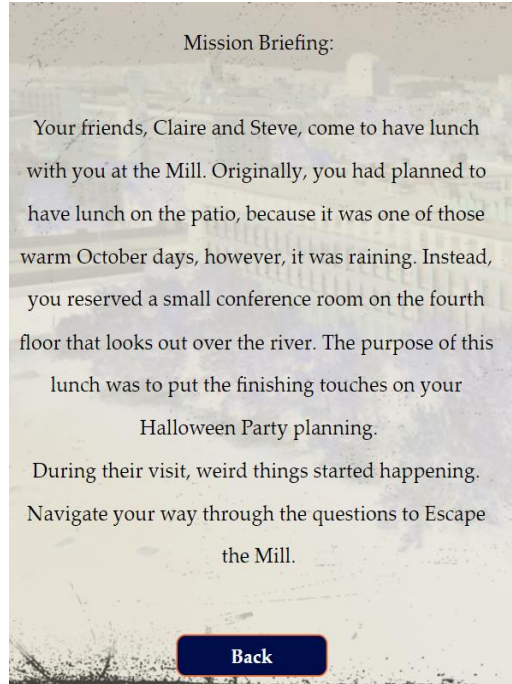 Mission Briefing:
Your friends, Claire and Steve, come to have lunch
with you at the Mill. Originally, you had planned to
have lunch on the patio, because it was one of those
warm October days, however, it was raining. Instead,
you reserved a small conference room on the fourth
floor that looks out over the river. The purpose of this
lunch was to put the finishing touches on your
Halloween Party planning.
During their visit, weird things started happening.
Navigate your way through the questions to Escape
the Mill.
Back